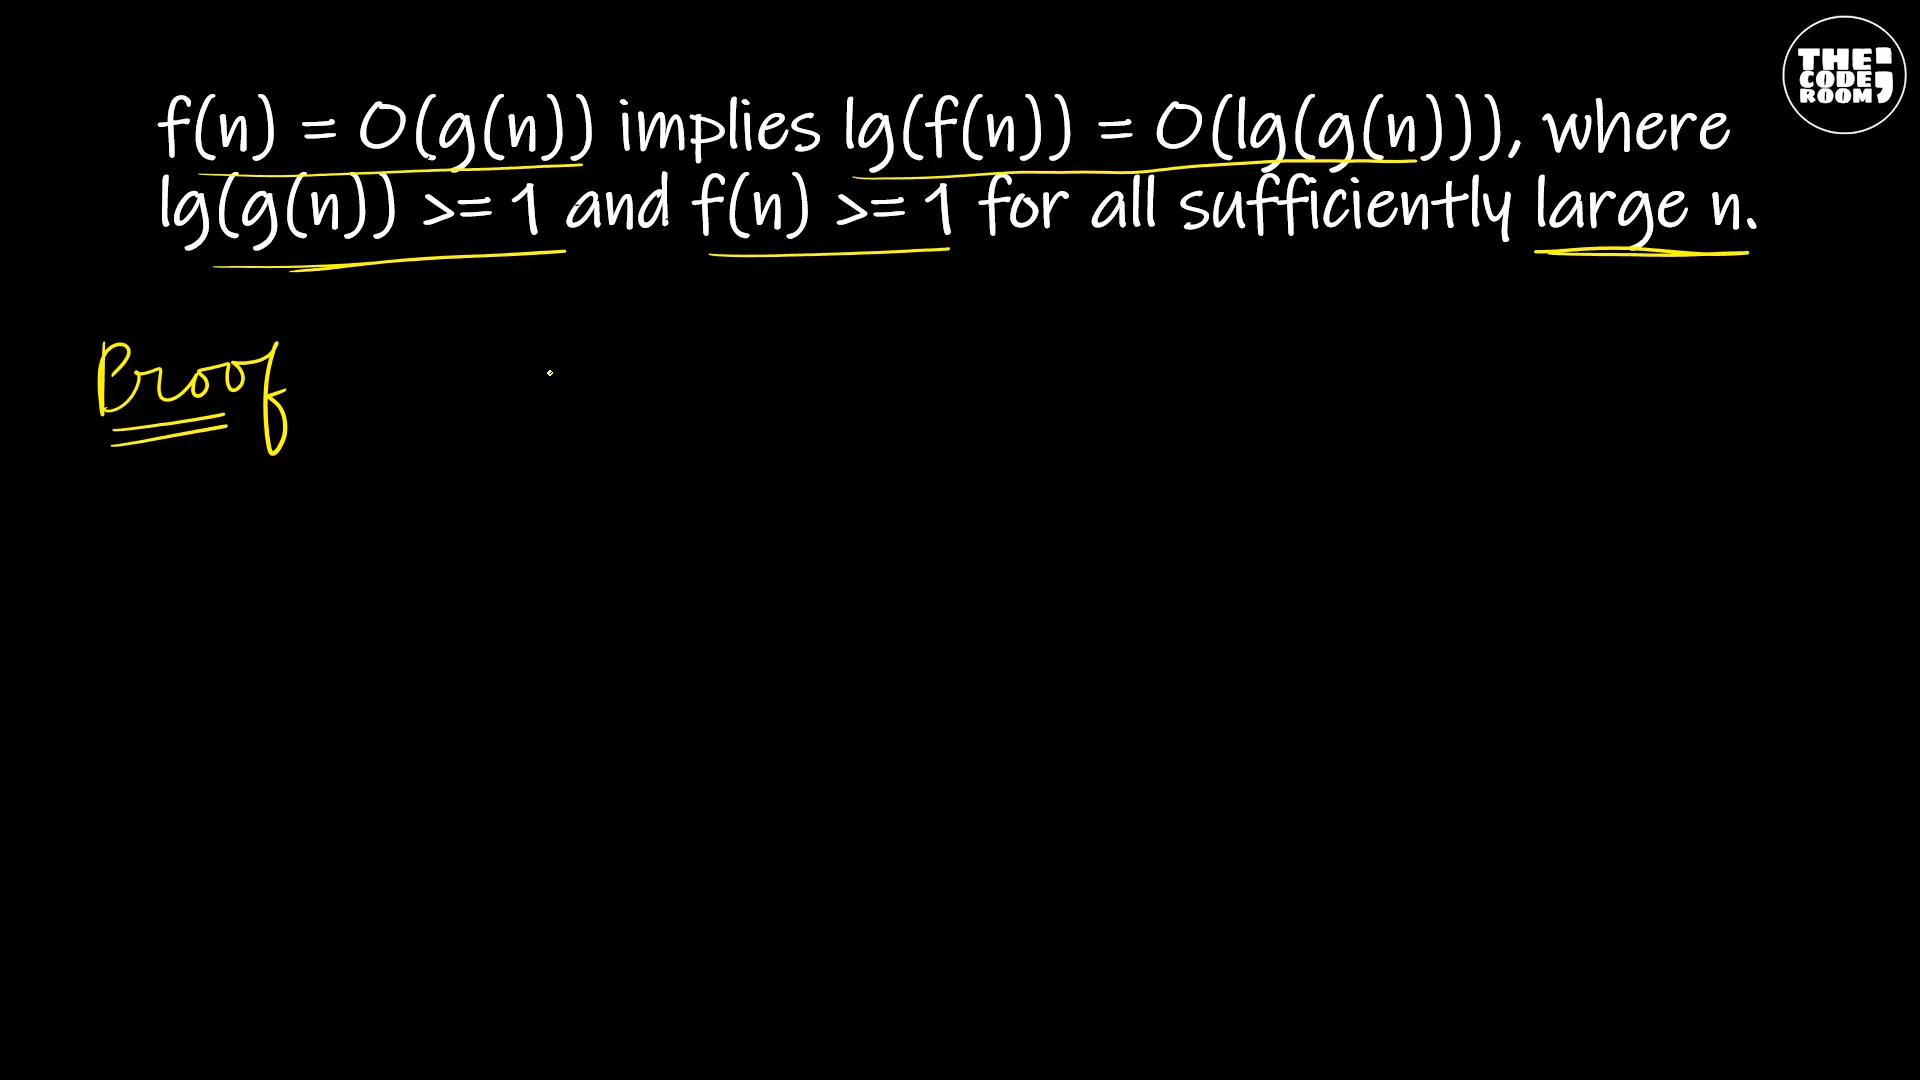 THE
CODE
ROOM;
f(n) = O(g(n)) implies lg(f(n)) = O(lg(g(n))), where
lg(g(n)) >= 1 and f(n) >= 1 for all sufficiently large n.
Proof